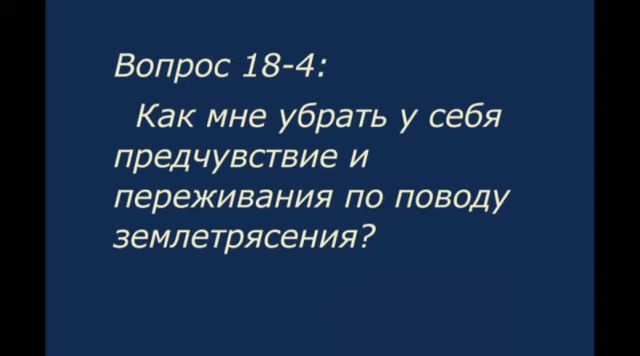 Вопрос 18-4:
Как мне убрать у себя
предчувствие и
переживания по поводу
землетрясения?